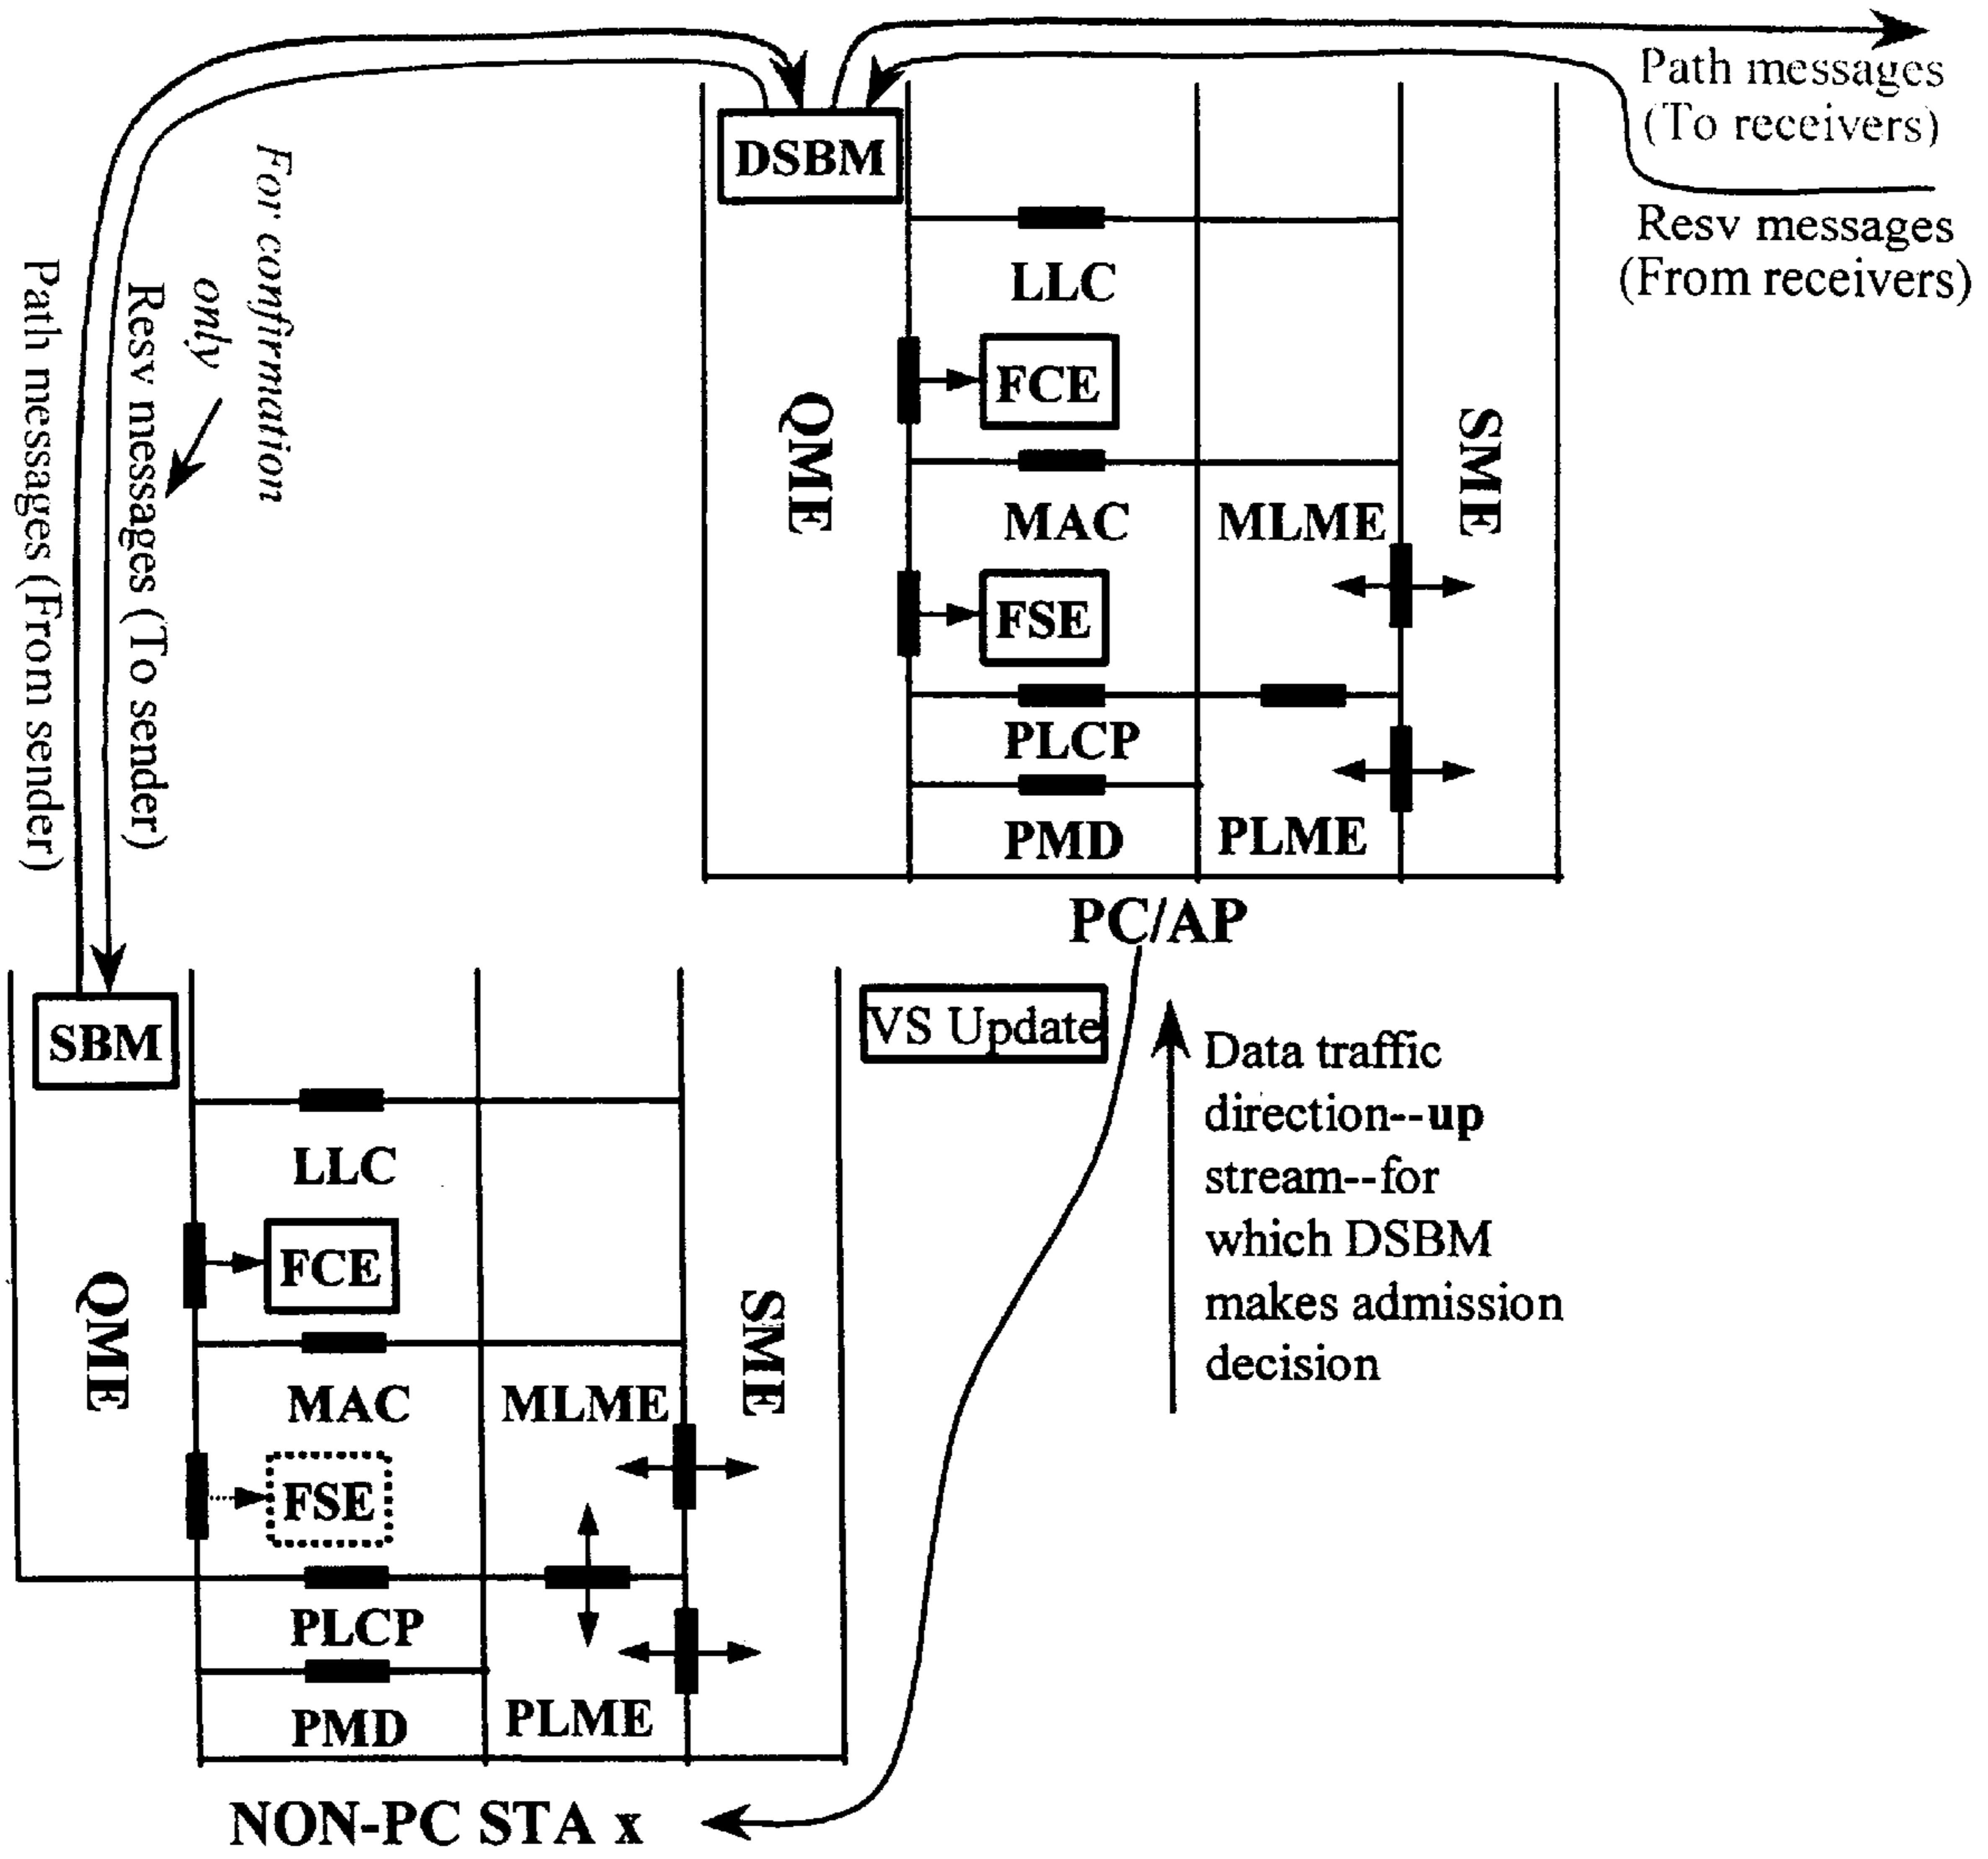 Path messages
(To receivers)
Resv messages
(From receivers)
DSBM
LLC
FCE
QME
MAC
MLME
SME
FSE
PLCP
PMD
PLME
PC/AP
For confirmation
only
Resv messages (To sender)
Path messages (From sender)
VS Update
Data traffic
direction--up
stream--for
which DSBM
makes admission
decision
SBM
LLC
FCE
QME
MAC
MLME
SME
FSE
PLCP
PMD
PLME
NON-PC STA x